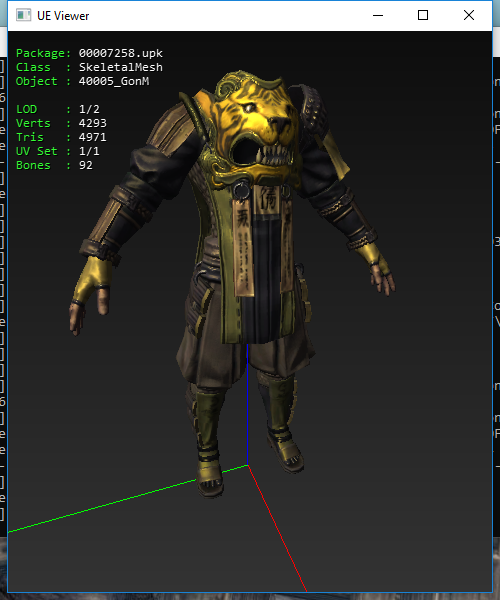 UE Viewer
Package: 00007258.upk
Class : SkeletalMesh
Object : 40005_GonM
LOD : 1/2
Verts : 4293
Tris : 4971
UV Set : 1/1
Bones : 92